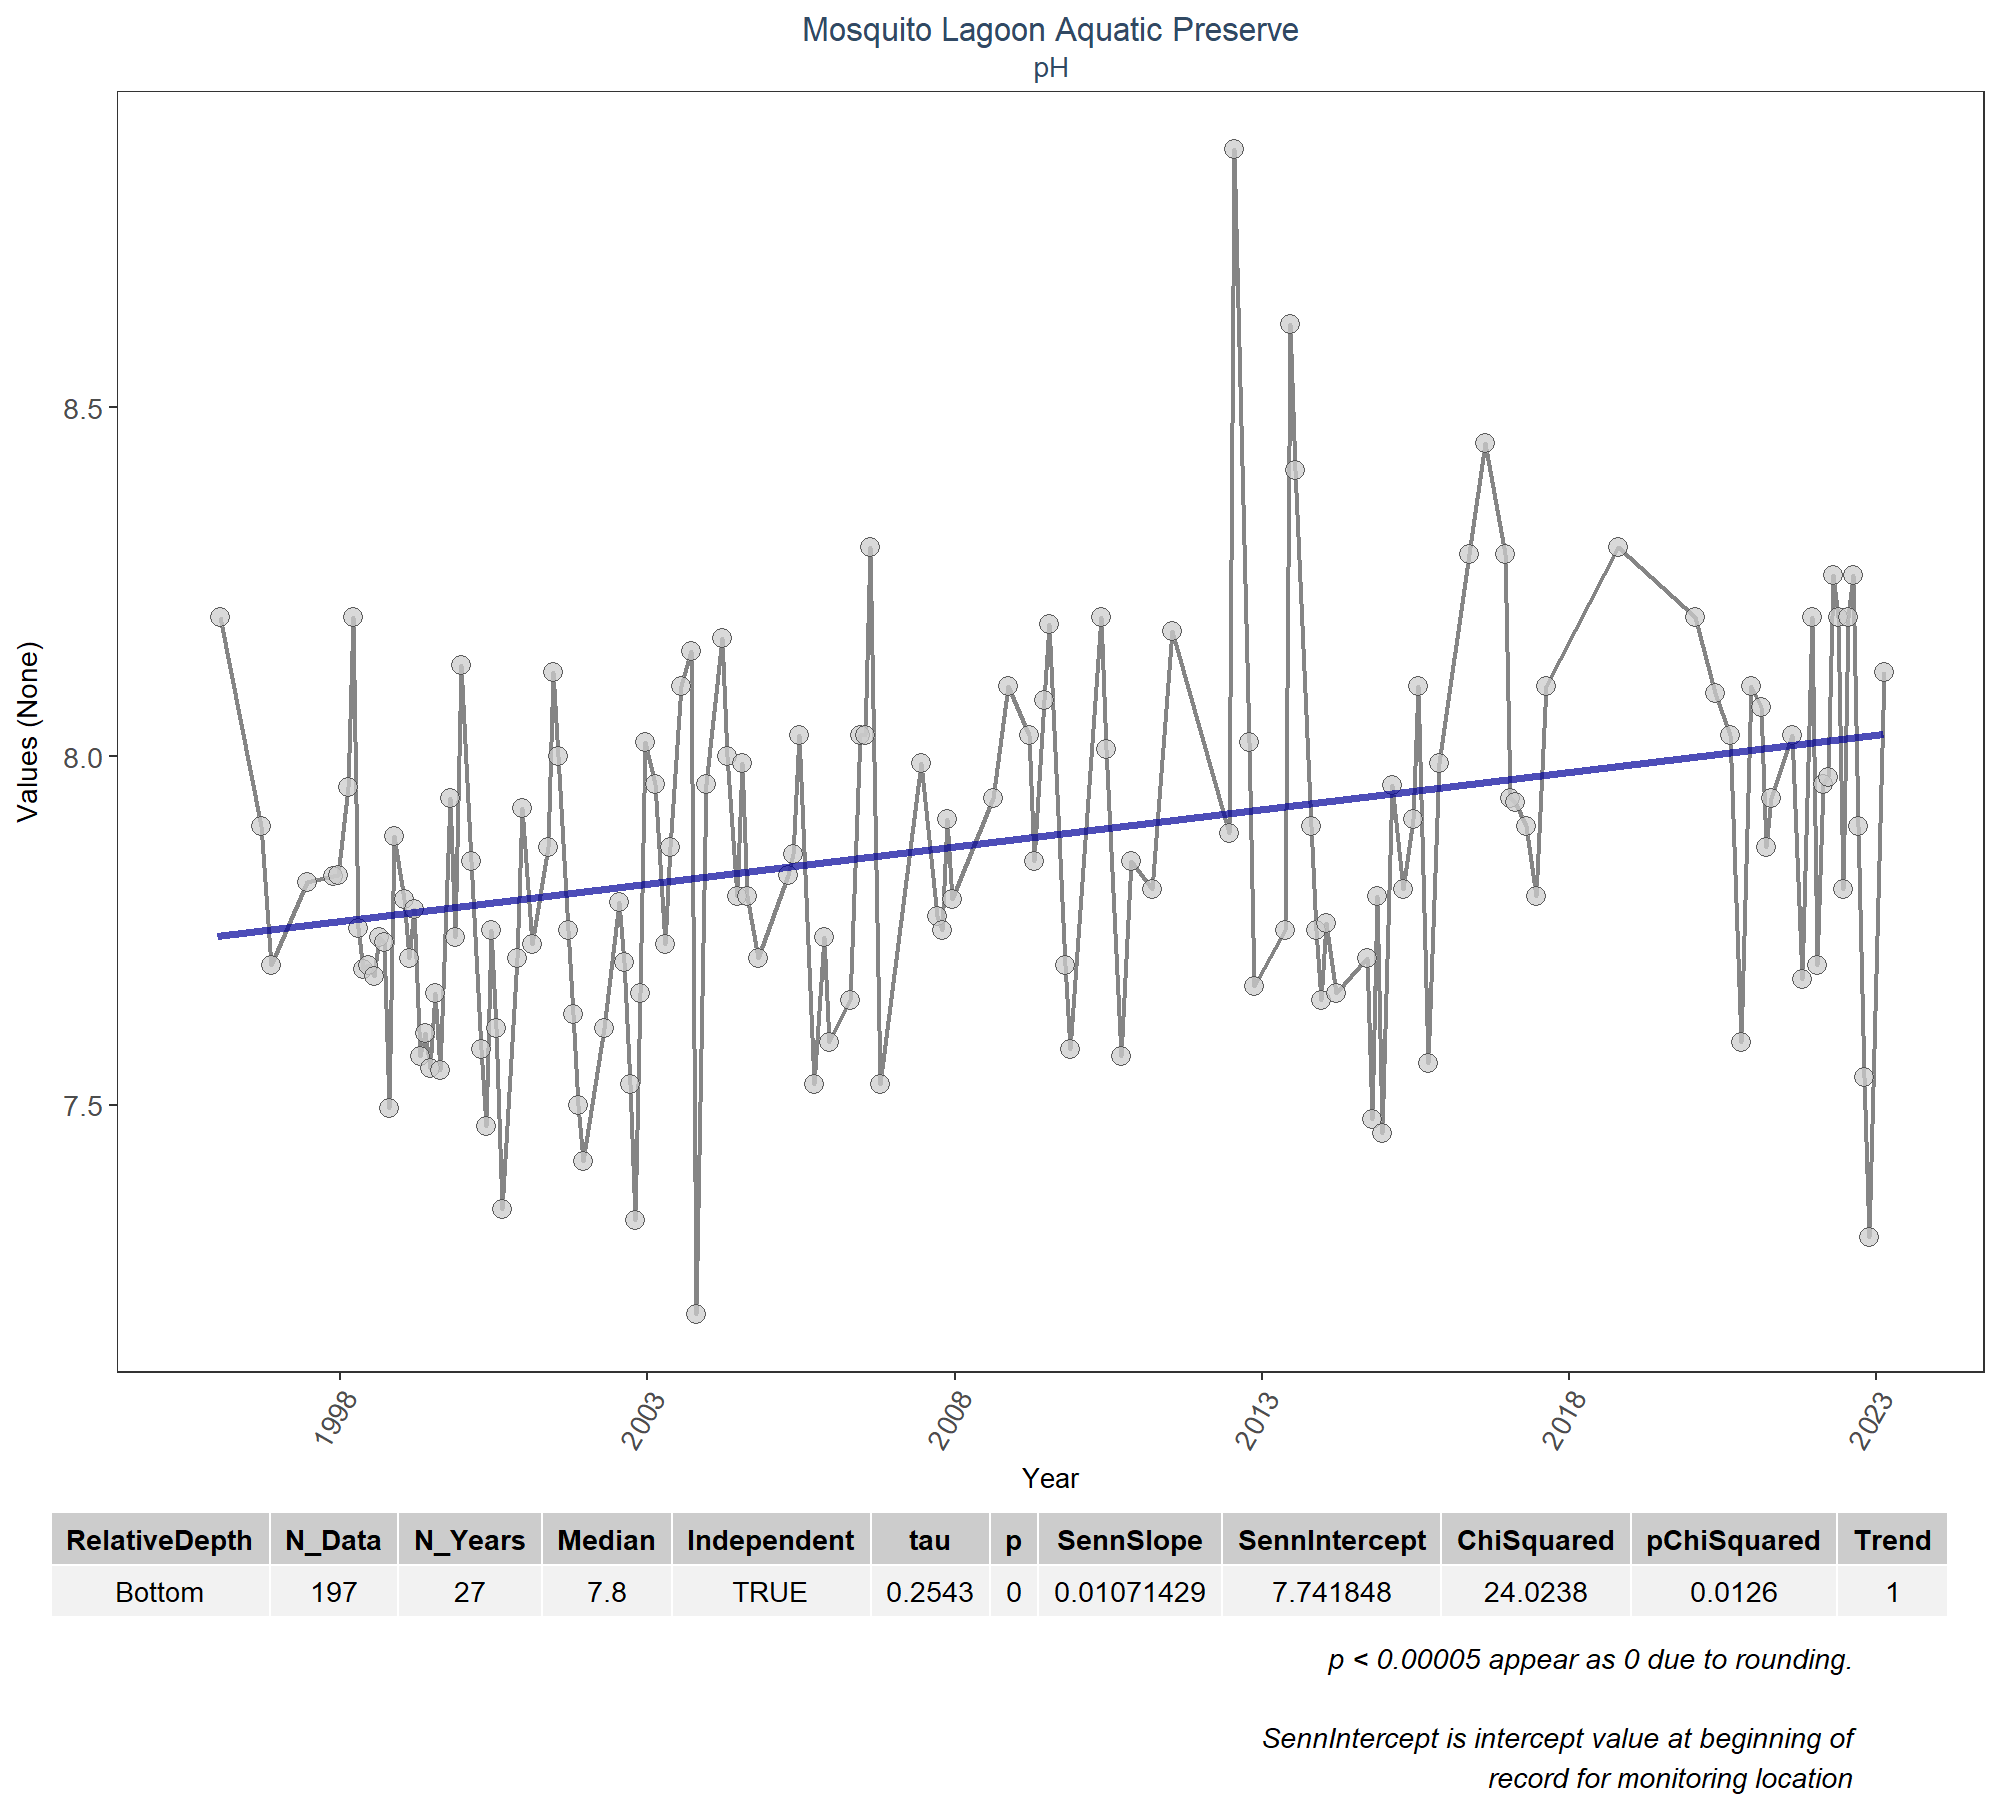 Mosquito Lagoon Aquatic Preserve
pH
Values (None)
8.5
8.0
7.5
1998 2003 2008 2013 2018 2023
Year
RelativeDepth N_Data N_Years Median Independent tau p SennSlope SennIntercept ChiSquared pChiSquared Trend
Bottom 197 27 7.8 TRUE 0.2543 0 0.01071429 7.741848 24.0238 0.0126 1
p < 0.00005 appear as 0 due to rounding.
SennIntercept is intercept value at beginning of
record for monitoring location